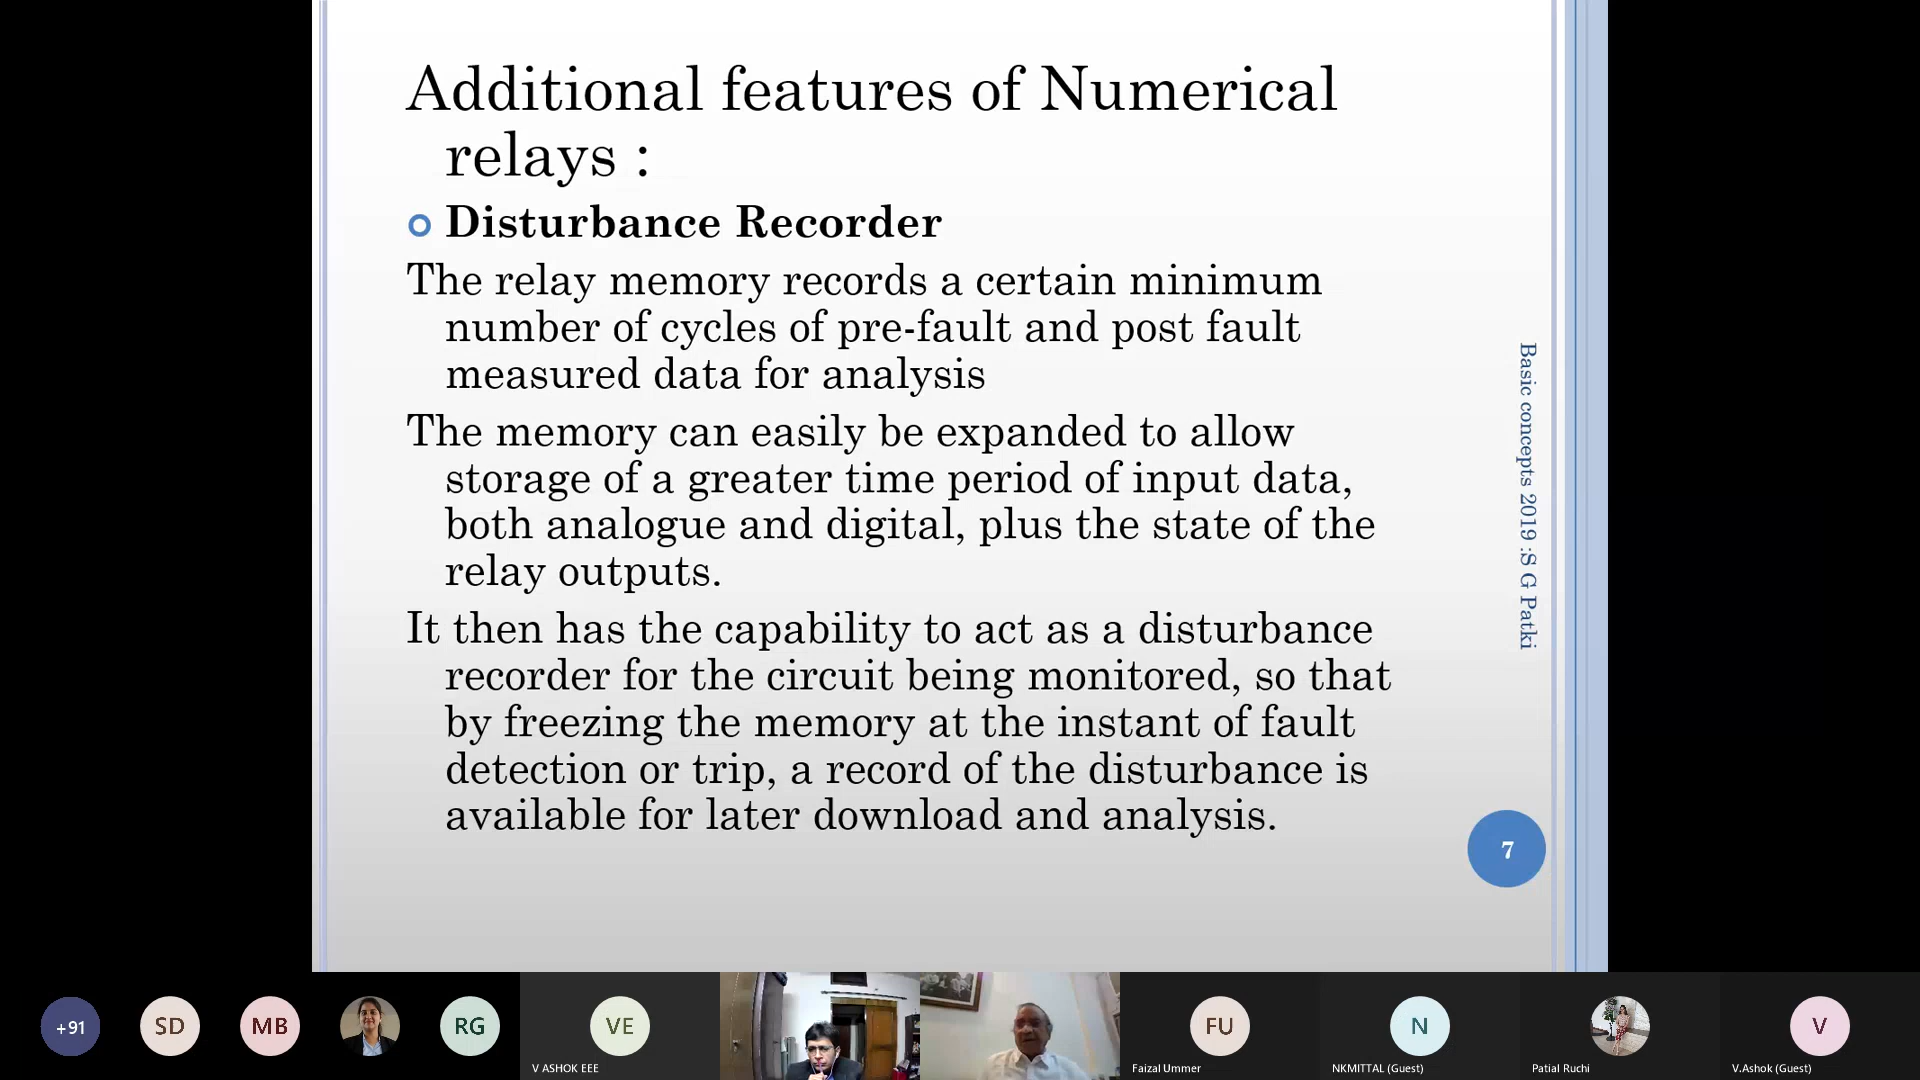 Additional features of Numerical
relays :
Disturbance Recorder
The relay memory records a certain minimum
number of cycles of pre-fault and post fault
measured data for analysis
The memory can easily be expanded to allow
storage of a greater time period of input data,
both analogue and digital, plus the state of the
relay outputs.
It then has the capability to act as a disturbance
recorder for the circuit being monitored, so that
by freezing the memory at the instant of fault
detection or trip, a record of the disturbance is
available for later download and analysis.
Basic concepts 2019 :S G Patki
7
+91
SD
MB
RG
VE
V ASHOK EEE
FU
Faizal Ummer
N
NKMITTAL (Guest)
Patial Ruchi
V
V.Ashok (Guest)